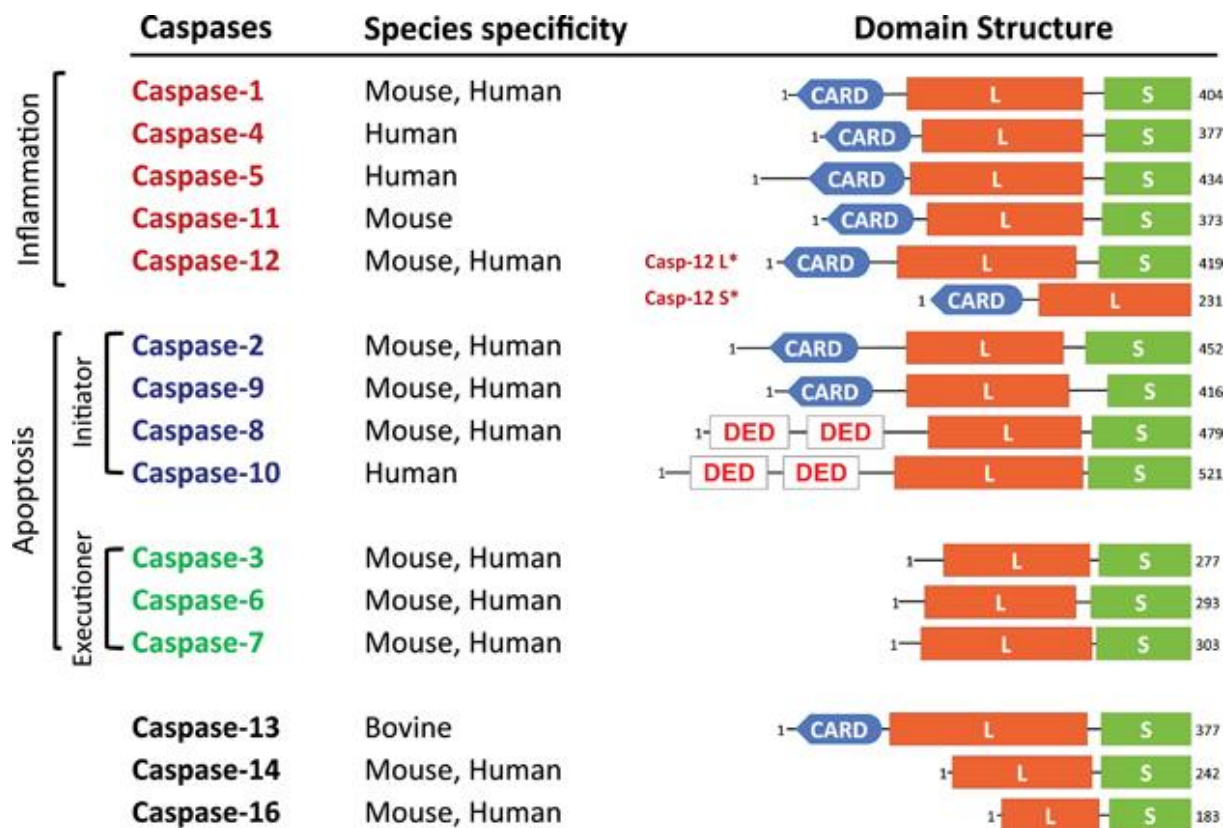 Caspases Species specificity Domain Structure
Inflammation
Caspase-1 Mouse, Human 1 CARD L S 404
Caspase-4 Human 1 CARD L S 377
Caspase-5 Human 1 CARD L S 434
Caspase-11 Mouse 1 CARD L S 373
Caspase-12 Mouse, Human Casp-12 L* 1 CARD L S 419
Casp-12 S* 1 CARD L 231
Apoptosis
Initiator
Caspase-2 Mouse, Human 1 CARD L S 452
Caspase-9 Mouse, Human 1 CARD L S 416
Caspase-8 Mouse, Human 1 DED DED L S 479
Caspase-10 Human 1 DED DED L S 521
Executioner
Caspase-3 Mouse, Human 1 L S 277
Caspase-6 Mouse, Human 1 L S 293
Caspase-7 Mouse, Human 1 L S 303
Caspase-13 Bovine 1 CARD L S 377
Caspase-14 Mouse, Human 1 L S 242
Caspase-16 Mouse, Human 1 L S 183